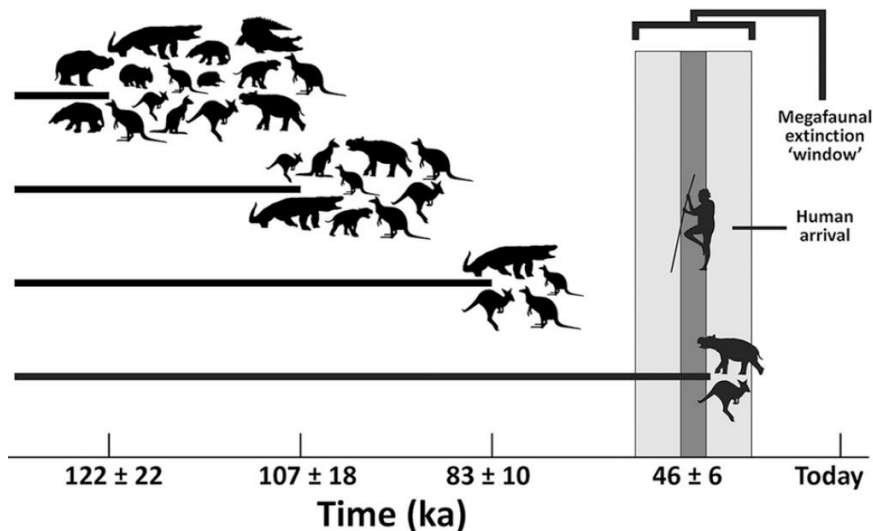 Megafaunal
extinction
‘window’
Human
arrival
122 ± 22
107 ± 18
83 ± 10
46 ± 6
Today
Time (ka)